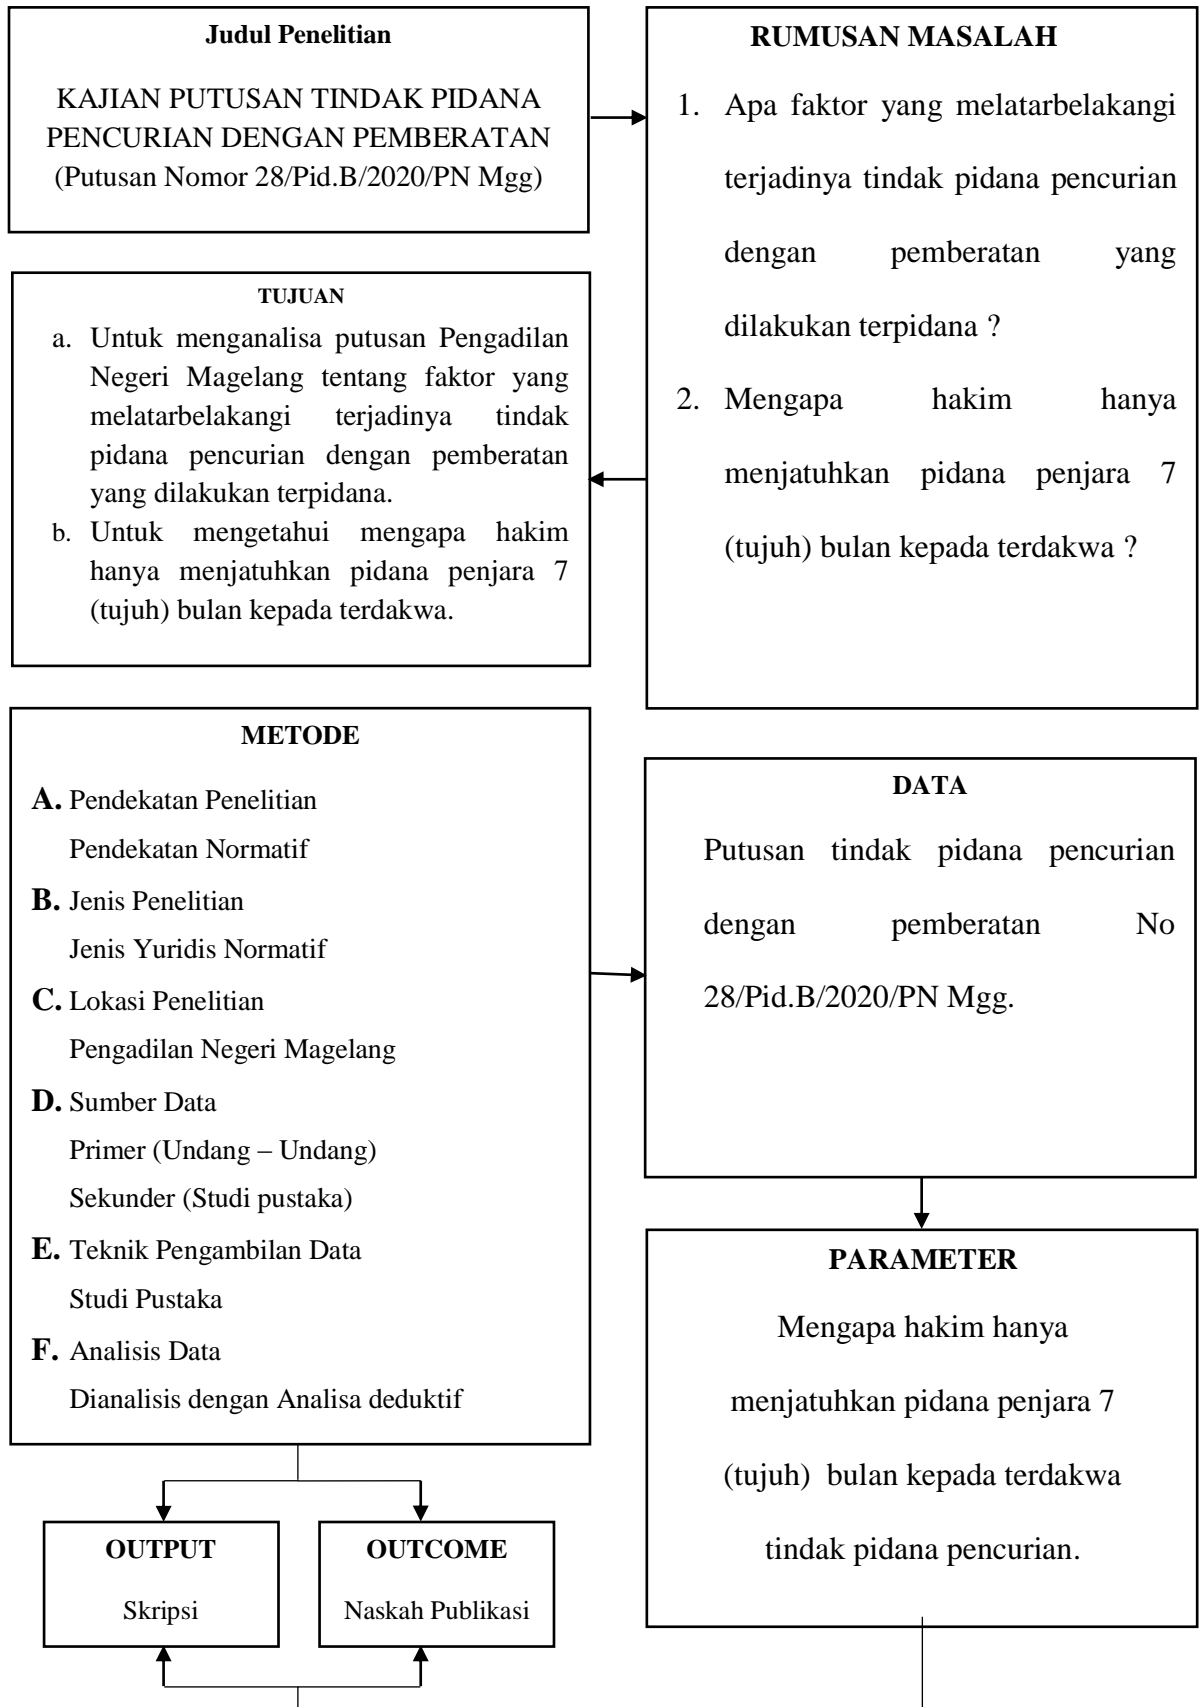 Judul Penelitian
KAJIAN PUTUSAN TINDAK PIDANA
PENCURIAN DENGAN PEMBERATAN
(Putusan Nomor 28/Pid.B/2020/PN Mgg)
RUMUSAN MASALAH
1. Apa faktor yang melatarbelakangi
terjadinya tindak pidana pencurian
dengan pemberatan yang
dilakukan terpidana ?
2. Mengapa hakim hanya
menjatuhkan pidana penjara 7
(tujuh) bulan kepada terdakwa ?
TUJUAN
a. Untuk menganalisa putusan Pengadilan
Negeri Magelang tentang faktor yang
melatarbelakangi terjadinya tindak
pidana pencurian dengan pemberatan
yang dilakukan terpidana.
b. Untuk mengetahui mengapa hakim
hanya menjatuhkan pidana penjara 7
(tujuh) bulan kepada terdakwa.
METODE
A. Pendekatan Penelitian
Pendekatan Normatif
B. Jenis Penelitian
Jenis Yuridis Normatif
C. Lokasi Penelitian
Pengadilan Negeri Magelang
D. Sumber Data
Primer (Undang – Undang)
Sekunder (Studi pustaka)
E. Teknik Pengambilan Data
Studi Pustaka
F. Analisis Data
Dianalisis dengan Analisa deduktif
DATA
Putusan tindak pidana pencurian
dengan pemberatan No
28/Pid.B/2020/PN Mgg.
PARAMETER
Mengapa hakim hanya
menjatuhkan pidana penjara 7
(tujuh) bulan kepada terdakwa
tindak pidana pencurian.
OUTPUT
Skripsi
OUTCOME
Naskah Publikasi